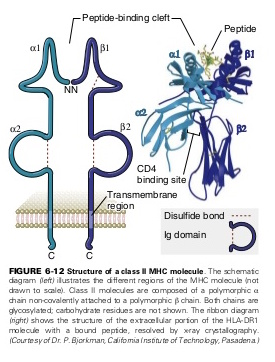 Peptide-binding cleft
Peptide
α1
β1
α1
β1
NN
α2
β2
α2
β2
CD4
binding site
Transmembrane
region
Disulfide bond
Ig domain
C
C
FIGURE 6-12 Structure of a class II MHC molecule. The schematic
diagram (left) illustrates the different regions of the MHC molecule (not
drawn to scale). Class II molecules are composed of a polymorphic α
chain non-covalently attached to a polymorphic β chain. Both chains are
glycosylated; carbohydrate residues are not shown. The ribbon diagram
(right) shows the structure of the extracellular portion of the HLA-DR1
molecule with a bound peptide, resolved by xray crystallography.
(Courtesy of Dr. P. Bjorkman, California Institute of Technology, Pasadena.)